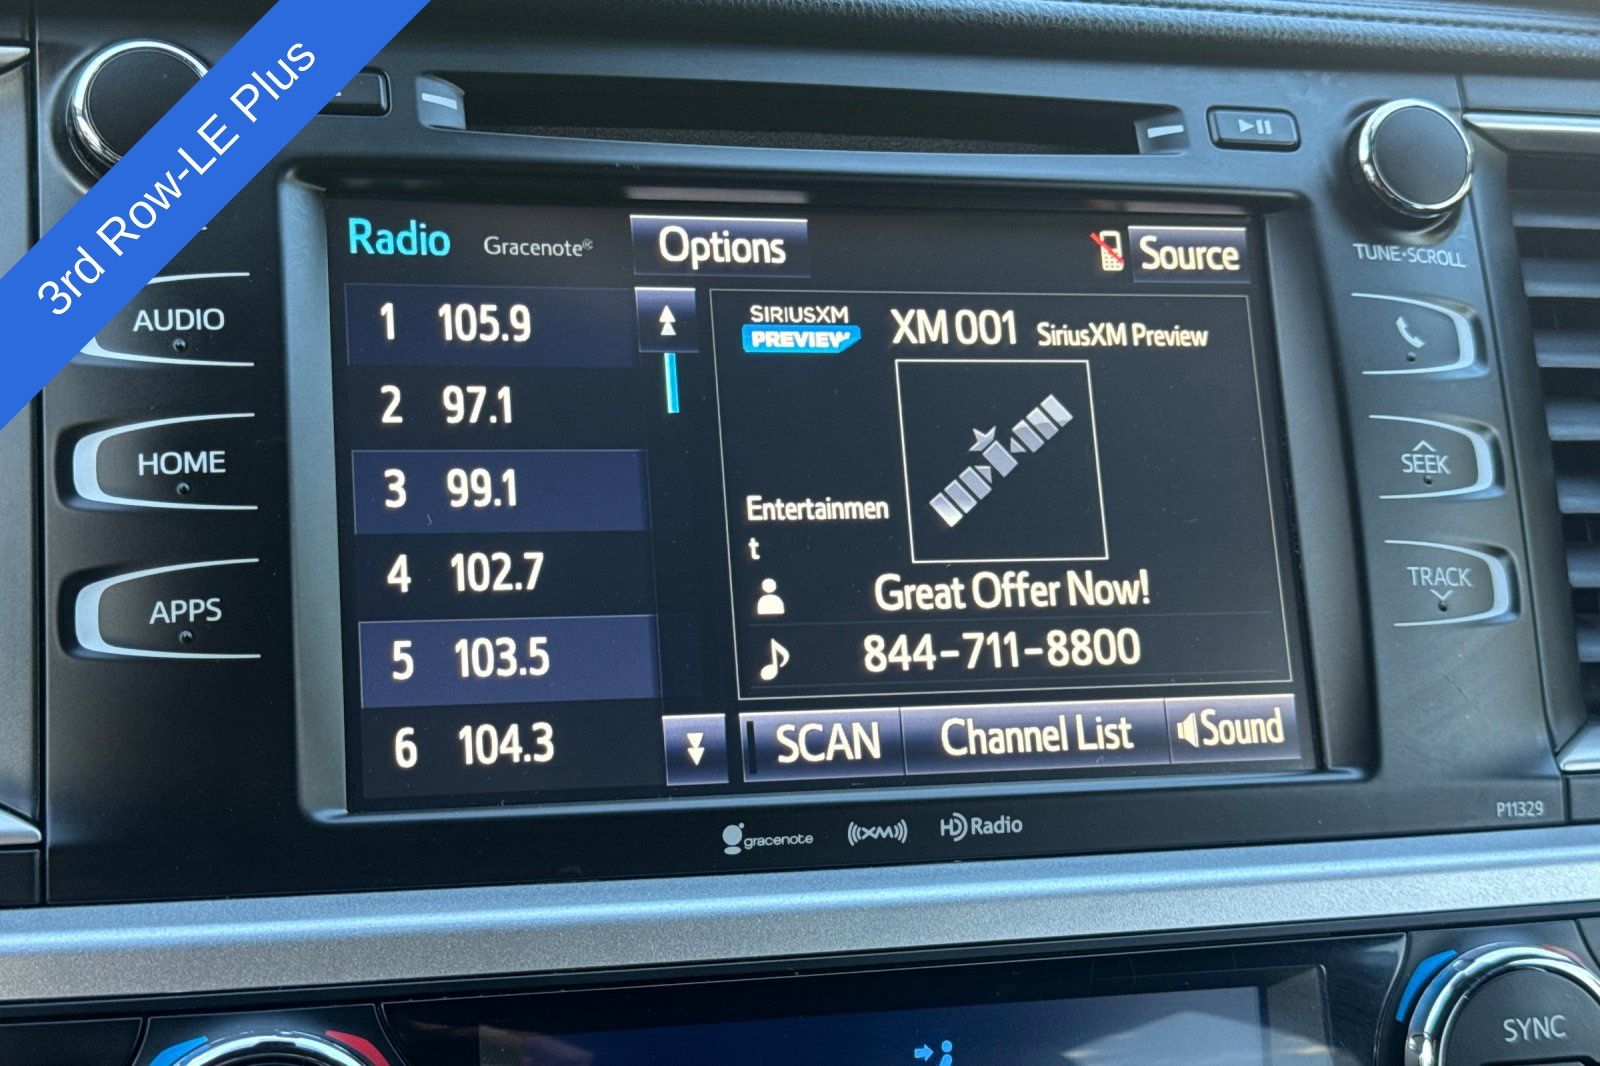 3rd Row-LE Plus
AUDIO
HOME
APPS
Radio Gracenote® Options Source
1 105.9
2 97.1
3 99.1
4 102.7
5 103.5
6 104.3
SIRIUSXM
PREVIEW
XM 001 SiriusXM Preview
Entertainmen
t
Great Offer Now!
844-711-8800
SCAN Channel List Sound
gracenote ((XM)) HD Radio
TUNE•SCROLL
SEEK
TRACK
P11329
SYNC